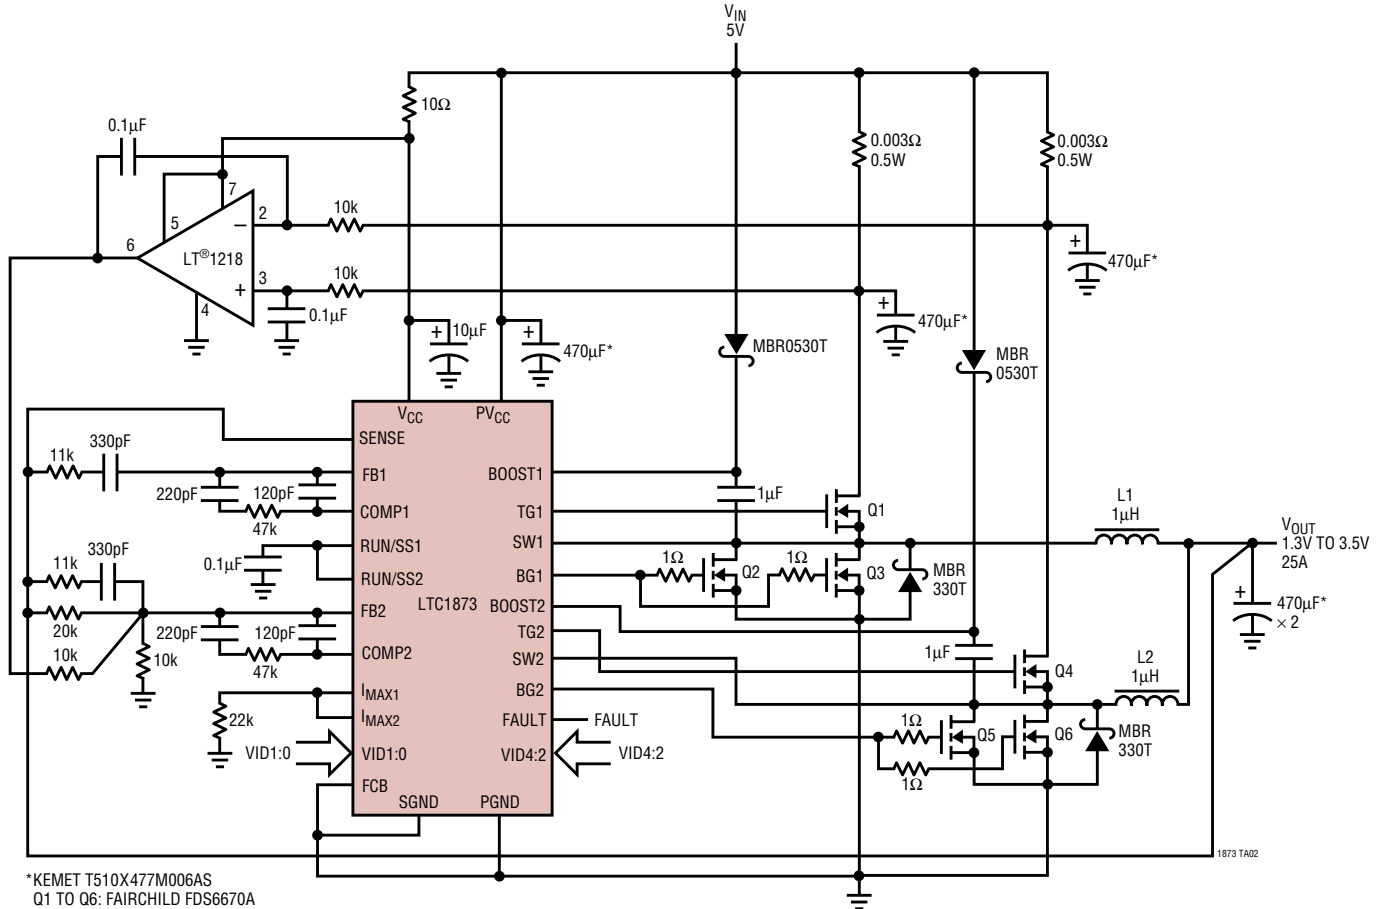 VIN
5V
10Ω
0.1µF
0.003Ω
0.5W
0.003Ω
0.5W
7
5
2
10k
6
LT®1218
–
3
10k
+
4
0.1µF
+
470µF*
+
470µF*
+
10µF
+
470µF*
MBR0530T
MBR
0530T
VCC
PVCC
SENSE
330pF
11k
FB1
BOOST1
220pF
120pF
1µF
47k
COMP1
TG1
Q1
L1
1µH
VOUT
1.3V TO 3.5V
25A
RUN/SS1
SW1
330pF
0.1µF
11k
RUN/SS2
BG1
1Ω
Q2
1Ω
Q3
MBR
330T
LTC1873
+
470µF*
× 2
20k
FB2
BOOST2
220pF
120pF
TG2
10k
10k
47k
COMP2
SW2
1µF
Q4
L2
1µH
IMAX1
BG2
22k
IMAX2
FAULT
FAULT
1Ω
Q5
Q6
MBR
330T
VID1:0
VID1:0
VID4:2
VID4:2
1Ω
FCB
SGND
PGND
1873 TA02
*KEMET T510X477M006AS
Q1 TO Q6: FAIRCHILD FDS6670A